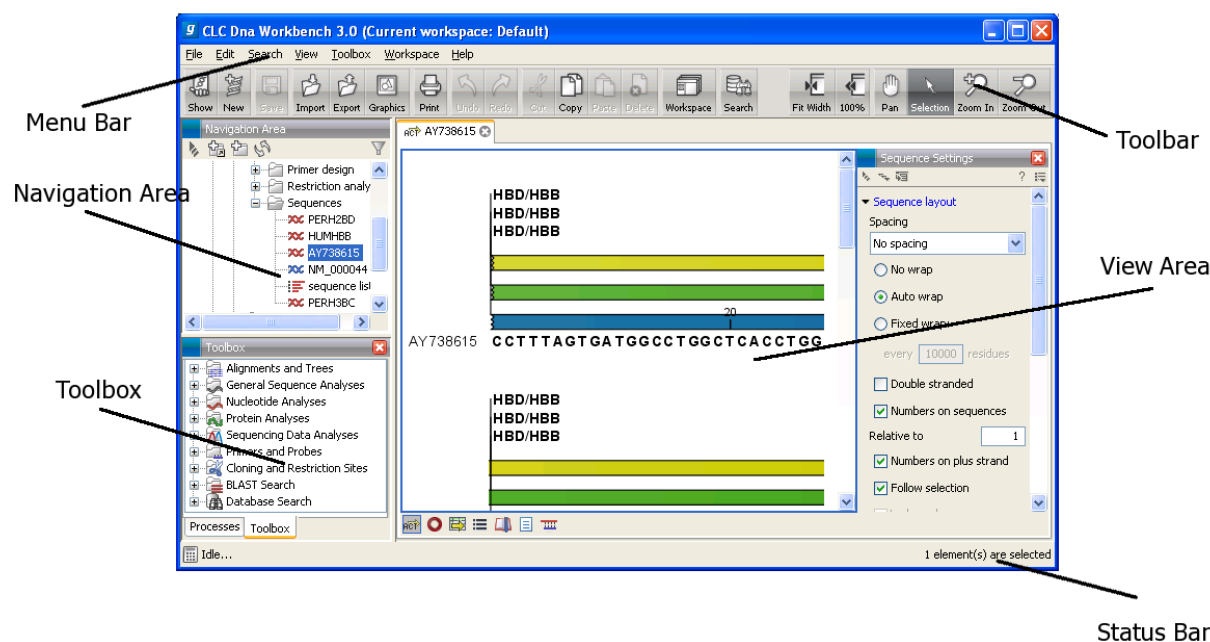 CLC Dna Workbench 3.0 (Current workspace: Default)
File Edit Search View Toolbox Workspace Help
Show New Save Import Export Graphics Print Undo Redo Cut Copy Paste Delete Workspace Search Fit Width 100% Pan Selection Zoom In Zoom Out
Menu Bar
Toolbar
Navigation Area
Navigation Area
Primer design
Restriction analy
Sequences
PERH2BD
HUMHBB
AY738615
NM_000044
sequence list
PERH3BC
Toolbox
Toolbox
Alignments and Trees
General Sequence Analyses
Nucleotide Analyses
Protein Analyses
Sequencing Data Analyses
Primers and Probes
Cloning and Restriction Sites
BLAST Search
Database Search
Processes Toolbox
AY738615
HBD/HBB
HBD/HBB
HBD/HBB
20
AY738615 CCTTTAGTGATGGCCTGGCTCACCTGG
HBD/HBB
HBD/HBB
HBD/HBB
Sequence Settings
?
Sequence layout
Spacing
No spacing
No wrap
Auto wrap
Fixed wrap:
every 10000 residues
Double stranded
Numbers on sequences
Relative to 1
Numbers on plus strand
Follow selection
View Area
Idle...
1 element(s) are selected
Status Bar